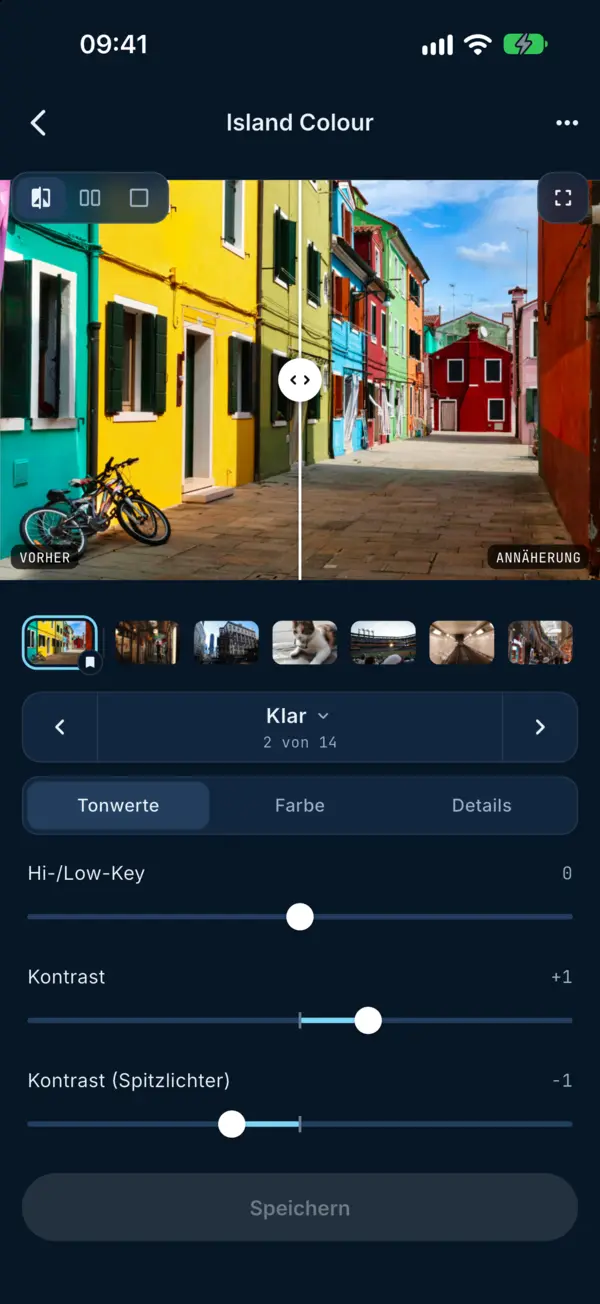 09:41
Island Colour
VORHER
ANNÄHERUNG
Klar
2 von 14
Tonwerte
Farbe
Details
Hi-/Low-Key
0
Kontrast
+1
Kontrast (Spitzlichter)
-1
Speichern